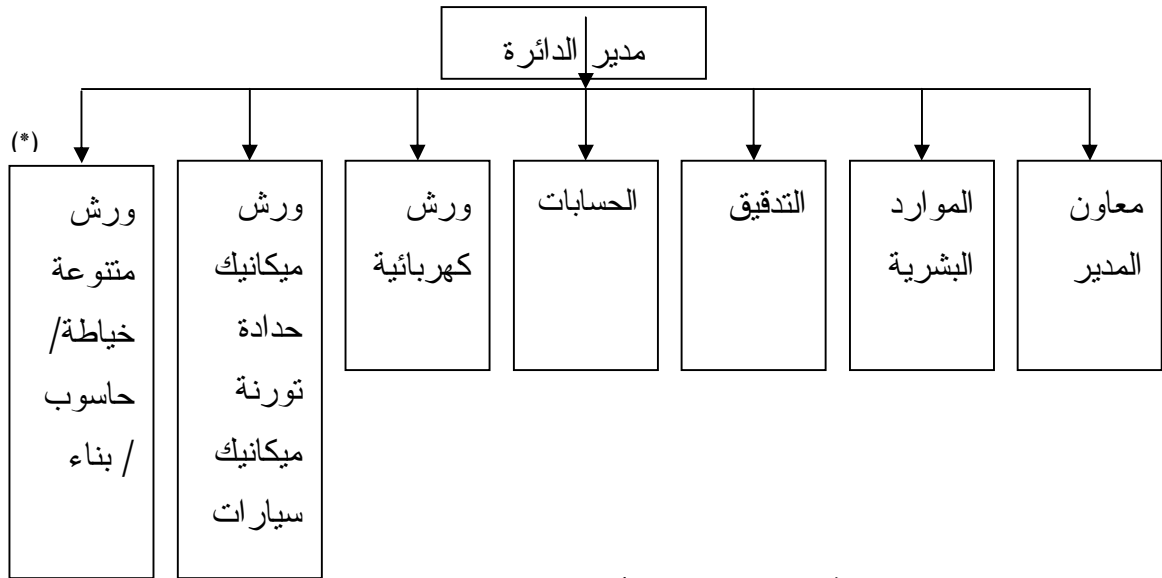 مدير الدائرة
معاون
المدير
الموارد
البشرية
التدقيق
الحسابات
ورش
كهربائية
ورش
ميكانيك
حدادة
تورنة
ميكانيك
سيارات
(*)
ورش
متنوعة
خياطة/
حاسوب
/ بناء